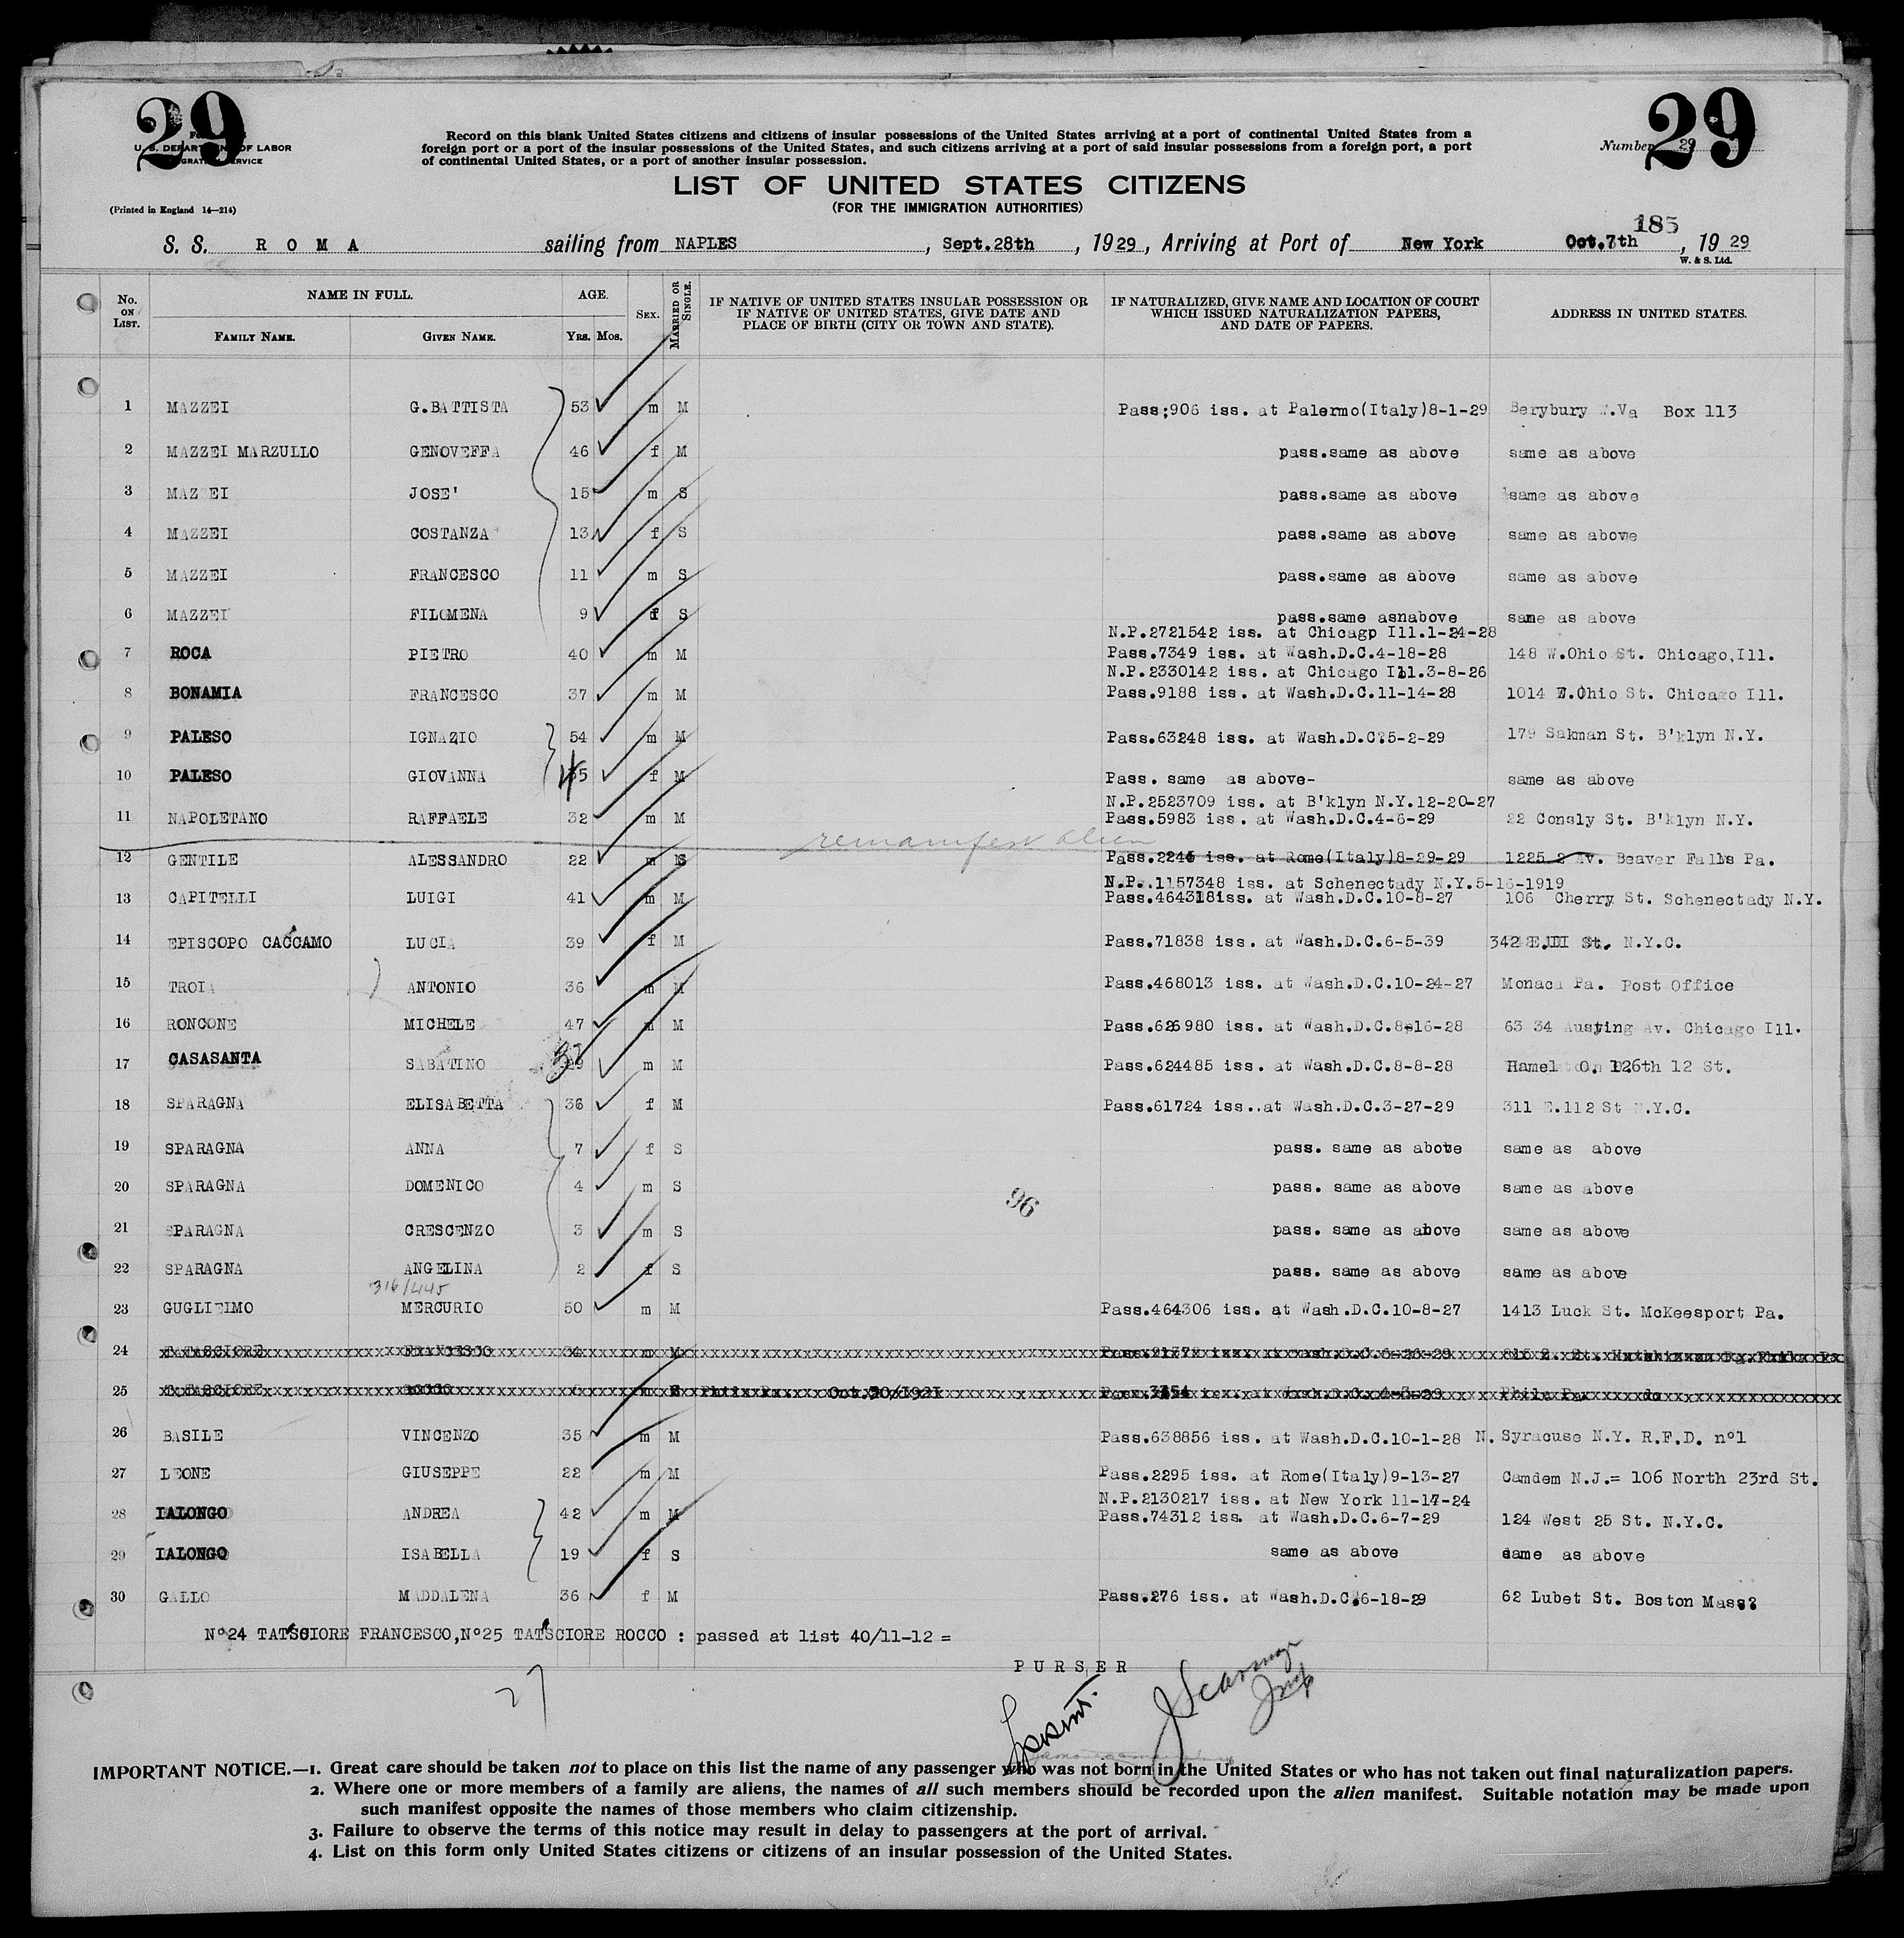 29
29
U. S. DEPARTMENT OF LABOR
Number 29
Record on this blank United States citizens and citizens of insular possessions of the United States arriving at a port of continental United States from a
foreign port or a port of the insular possessions of the United States, and such citizens arriving at a port of said insular possessions from a foreign port, a port
of continental United States, or a port of another insular possession.
LIST OF UNITED STATES CITIZENS
(FOR THE IMMIGRATION AUTHORITIES)
(Printed in England 14—214)
185
S. S. R O M A sailing from NAPLES , Sept.28th , 1929 , Arriving at Port of New York Oct.7th , 19 29
W. & S. Ltd.
No. ON LIST. NAME IN FULL. FAMILY NAME. GIVEN NAME. AGE. YRS. MOS. SEX. MARRIED OR SINGLE. IF NATIVE OF UNITED STATES INSULAR POSSESSION OR IF NATIVE OF UNITED STATES, GIVE DATE AND PLACE OF BIRTH (CITY OR TOWN AND STATE). IF NATURALIZED, GIVE NAME AND LOCATION OF COURT WHICH ISSUED NATURALIZATION PAPERS, AND DATE OF PAPERS. ADDRESS IN UNITED STATES.
1 MAZZEI G.BATTISTA 53 m M Pass;906 iss. at Palermo(Italy)8-1-29 Berybury W.Va Box 113
2 MAZZEI MARZULLO GENOVEFFA 46 f M pass.same as above same as above
3 MAZZEI JOSE' 15 m S pass.same as above same as above
4 MAZZEI COSTANZA 13 f S pass.same as above same as above
5 MAZZEI FRANCESCO 11 m S pass.same as above same as above
6 MAZZEI FILOMENA 9 f S pass.same asnabove same as above
N.P.2721542 iss. at Chicagp Ill.1-24-28
7 ROCA PIETRO 40 m M Pass.7349 iss. at Wash.D.C.4-18-28 148 W.Ohio St. Chicago,Ill.
N.P.2330142 iss. at Chicago Ill.3-8-26
8 BONAMIA FRANCESCO 37 m M Pass.9188 iss. at Wash.D.C.11-14-28 1014 W.Ohio St. Chicago Ill.
9 PALESO IGNAZIO 54 m M Pass.63248 iss. at Wash.D.C.5-2-29 179 Sakman St. B'klyn N.Y.
10 PALESO GIOVANNA 45 f M Pass. same as above- same as above
N.P.2523709 iss. at B'klyn N.Y.12-20-27
11 NAPOLETANO RAFFAELE 32 m M Pass.5983 iss. at Wash.D.C.4-6-29 22 Consly St. B'klyn N.Y.
remanifest alien
12 GENTILE ALESSANDRO 22 m S Pass.2246 iss. at Rome(Italy)8-29-29 1225 2 Av. Beaver Falls Pa.
N.P..1157348 iss. at Schenectady N.Y.5-16-1919
13 CAPITELLI LUIGI 41 m M Pass.464318iss. at Wash.D.C.10-8-27 106 Cherry St. Schenectady N.Y.
14 EPISCOPO CACCAMO LUCIA 39 f M Pass.71838 iss. at Wash.D.C.6-5-39 342 E. St. N.Y.C.
15 TROIA ANTONIO 36 m M Pass.468013 iss. at Wash.D.C.10-24-27 Monaca Pa. Post Office
16 RONCONE MICHELE 47 m M Pass.626980 iss. at Wash.D.C.8-16-28 63 34 Austing Av. Chicago Ill.
17 CASASANTA SABATINO m M Pass.624485 iss. at Wash.D.C.8-8-28 Hamel O. 126th 12 St.
18 SPARAGNA ELISABETTA 36 f M Pass.61724 iss..at Wash.D.C.3-27-29 311 E.112 St N.Y.C.
19 SPARAGNA ANNA 7 f S pass. same as above same as above
20 SPARAGNA DOMENICO 4 m S pass. same as above same as above
96
21 SPARAGNA CRESCENZO 3 m S pass. same as above same as above
22 SPARAGNA ANGELINA 2 f S pass. same as above same as above
316/445
23 GUGLIEIMO MERCURIO 50 m M Pass.464306 iss. at Wash.D.C.10-8-27 1413 Luck St. McKeesport Pa.
24 TATASCIORE FRANCESCO 34 m M
25 TATASCIORE ROCCO m S Phila Pa. Oct.20/1921
26 BASILE VINCENZO 35 m M Pass.638856 iss. at Wash.D.C.10-1-28 N. Syracuse N.Y. R.F.D. n°1
27 LEONE GIUSEPPE 22 m M Pass.2295 iss. at Rome(Italy)9-13-27 Camdem N.J.= 106 North 23rd St.
N.P.2130217 iss. at New York 11-17-24
28 IALONGO ANDREA 42 m M Pass.74312 iss. at Wash.D.C.6-7-29 124 West 25 St. N.Y.C.
29 IALONGO ISABELLA 19 f S same as above same as above
30 GALLO MADDALENA 36 f M Pass.276 iss. at Wash.D.C.6-18-29 62 Lubet St. Boston Mass?
N°24 TATSCIORE FRANCESCO,N°25 TATSCIORE ROCCO : passed at list 40/11-12 =
P U R S E R
27
IMPORTANT NOTICE.—1. Great care should be taken not to place on this list the name of any passenger who was not born in the United States or who has not taken out final naturalization papers.
2. Where one or more members of a family are aliens, the names of all such members should be recorded upon the alien manifest. Suitable notation may be made upon
such manifest opposite the names of those members who claim citizenship.
3. Failure to observe the terms of this notice may result in delay to passengers at the port of arrival.
4. List on this form only United States citizens or citizens of an insular possession of the United States.